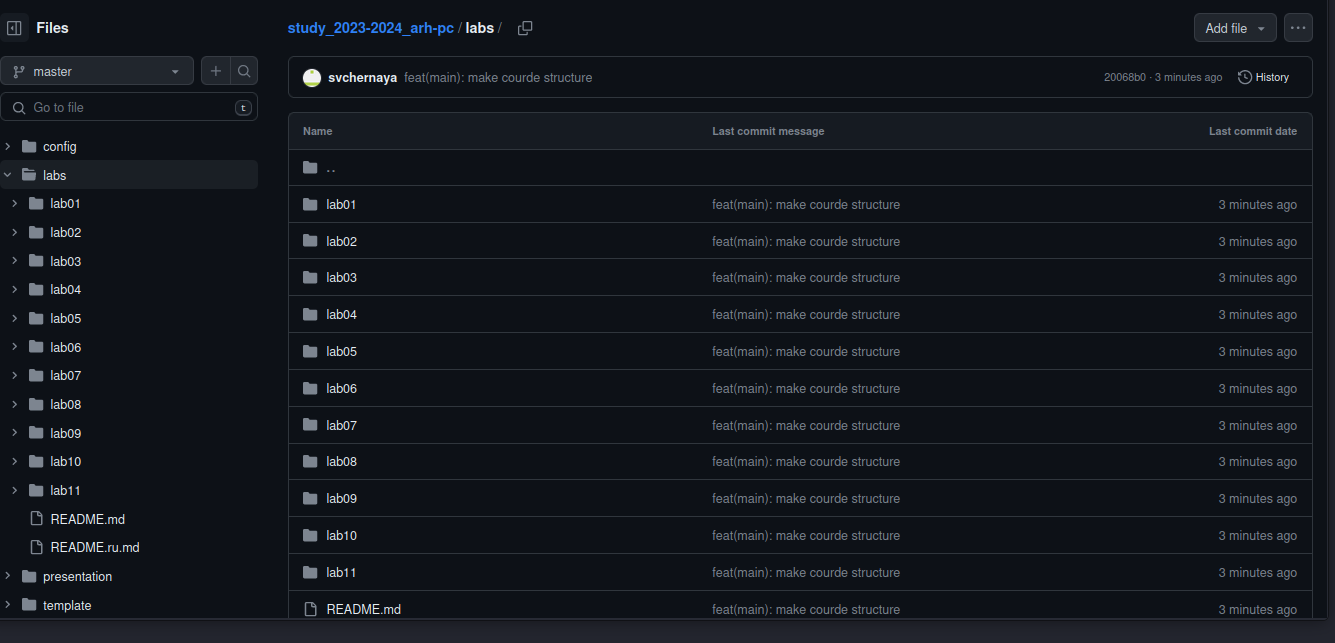 Files
master
Go to file
t
config
labs
lab01
lab02
lab03
lab04
lab05
lab06
lab07
lab08
lab09
lab10
lab11
README.md
README.ru.md
presentation
template
study_2023-2024_arh-pc / labs /
Add file
svchernaya feat(main): make courde structure 20068b0 · 3 minutes ago History
Name Last commit message Last commit date
..
lab01 feat(main): make courde structure 3 minutes ago
lab02 feat(main): make courde structure 3 minutes ago
lab03 feat(main): make courde structure 3 minutes ago
lab04 feat(main): make courde structure 3 minutes ago
lab05 feat(main): make courde structure 3 minutes ago
lab06 feat(main): make courde structure 3 minutes ago
lab07 feat(main): make courde structure 3 minutes ago
lab08 feat(main): make courde structure 3 minutes ago
lab09 feat(main): make courde structure 3 minutes ago
lab10 feat(main): make courde structure 3 minutes ago
lab11 feat(main): make courde structure 3 minutes ago
README.md feat(main): make courde structure 3 minutes ago